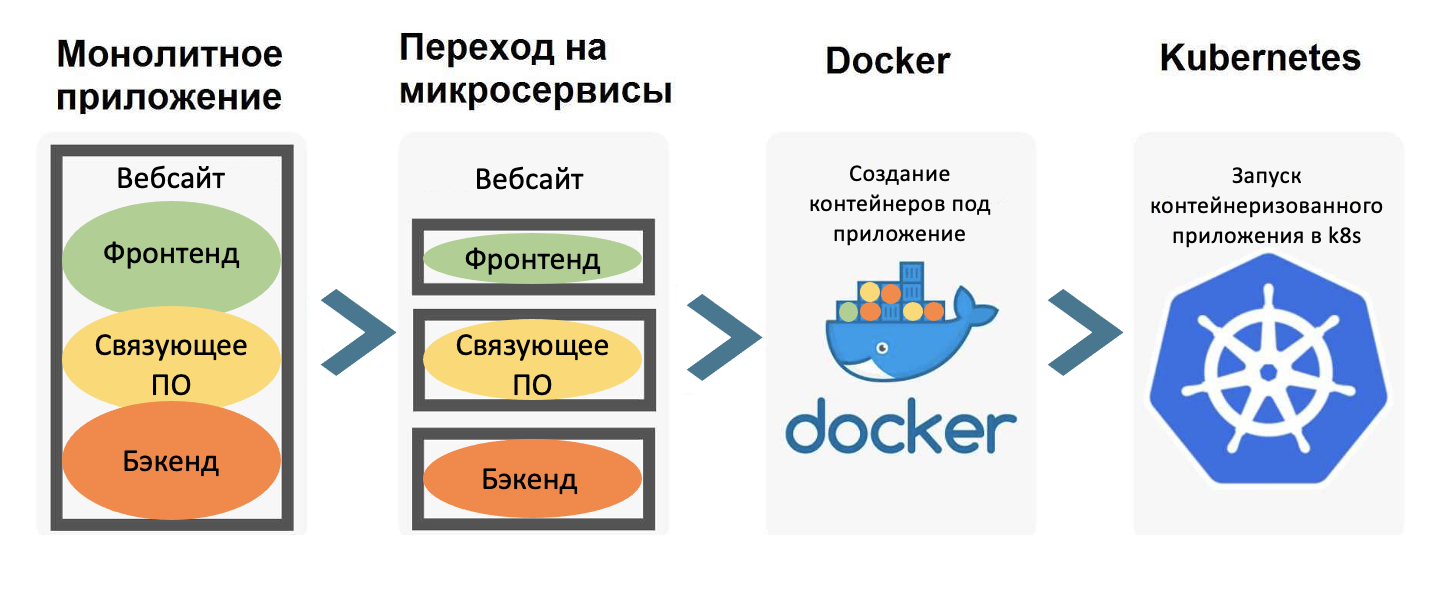 Монолитное
приложение
Вебсайт
Фронтенд
Связующее
ПО
Бэкенд
Переход на
микросервисы
Вебсайт
Фронтенд
Связующее
ПО
Бэкенд
Docker
Создание
контейнеров под
приложение
docker
Kubernetes
Запуск
контейнеризованного
приложения в k8s